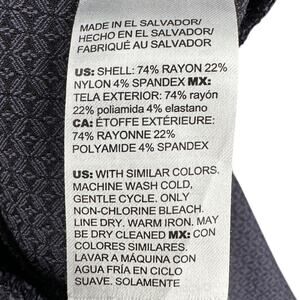 MADE IN EL SALVADOR/
HECHO EN EL SALVADOR/
FABRIQUÉ AU SALVADOR
US: SHELL: 74% RAYON 22%
NYLON 4% SPANDEX MX:
TELA EXTERIOR: 74% rayón
22% poliamida 4% elastano
CA: ÉTOFFE EXTÉRIEURE:
74% RAYONNE 22%
POLYAMIDE 4% SPANDEX
US: WITH SIMILAR COLORS.
MACHINE WASH COLD,
GENTLE CYCLE. ONLY
NON-CHLORINE BLEACH.
LINE DRY. WARM IRON. MAY
BE DRY CLEANED MX: CON
COLORES SIMILARES.
LAVAR A MÁQUINA CON
AGUA FRÍA EN CICLO
SUAVE. SOLAMENTE